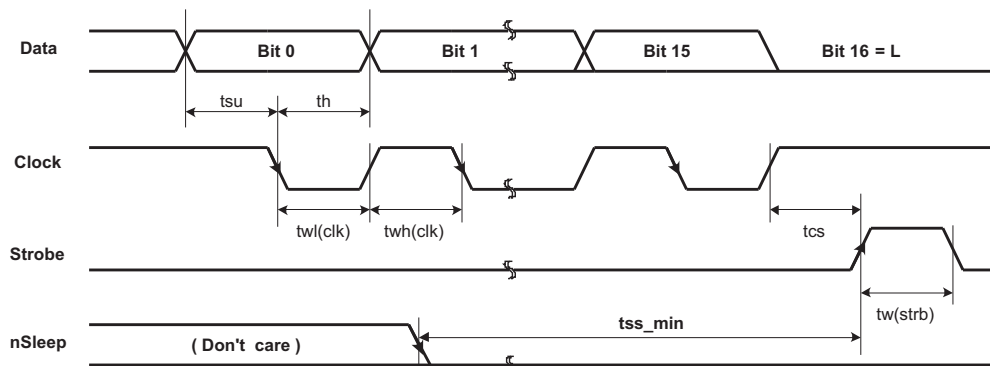 Data
Bit 0
Bit 1
Bit 15
Bit 16 = L
tsu
th
Clock
twl(clk)
twh(clk)
tcs
Strobe
tw(strb)
tss_min
nSleep
( Don't care )